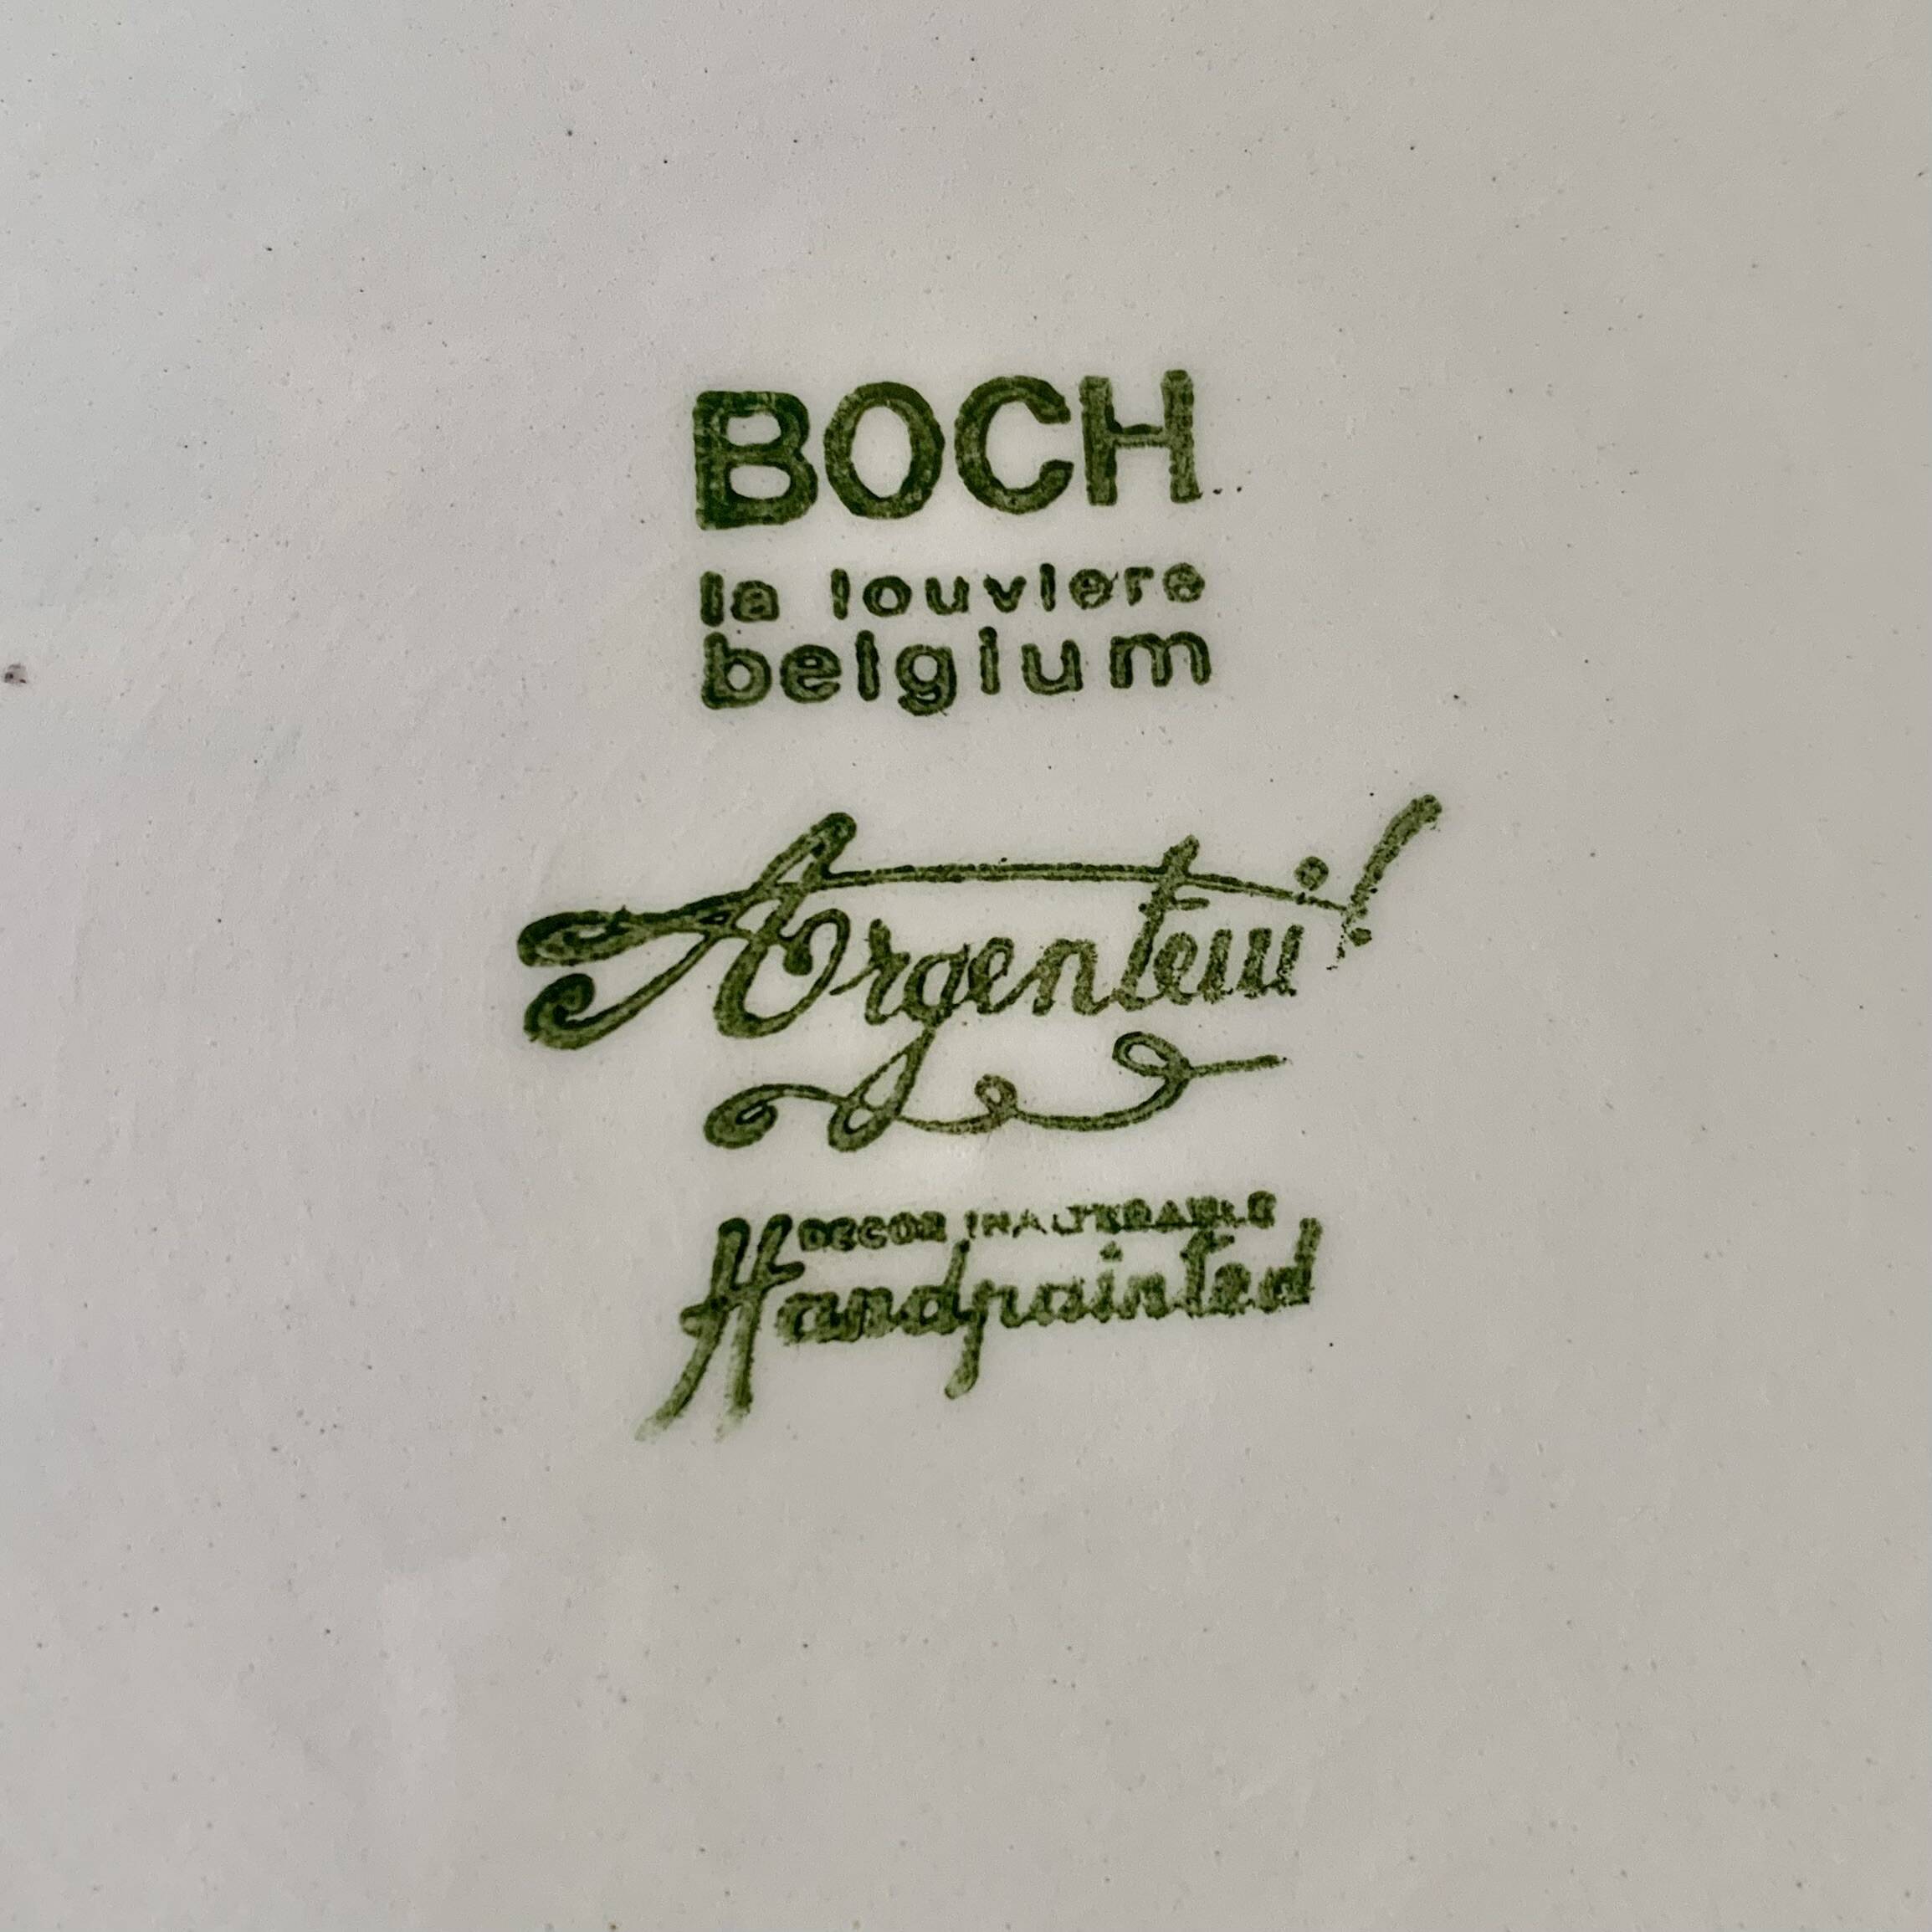 BOCH
la louviere
belgium
Argenteuil
DECOR INALTERABLE
Handpainted